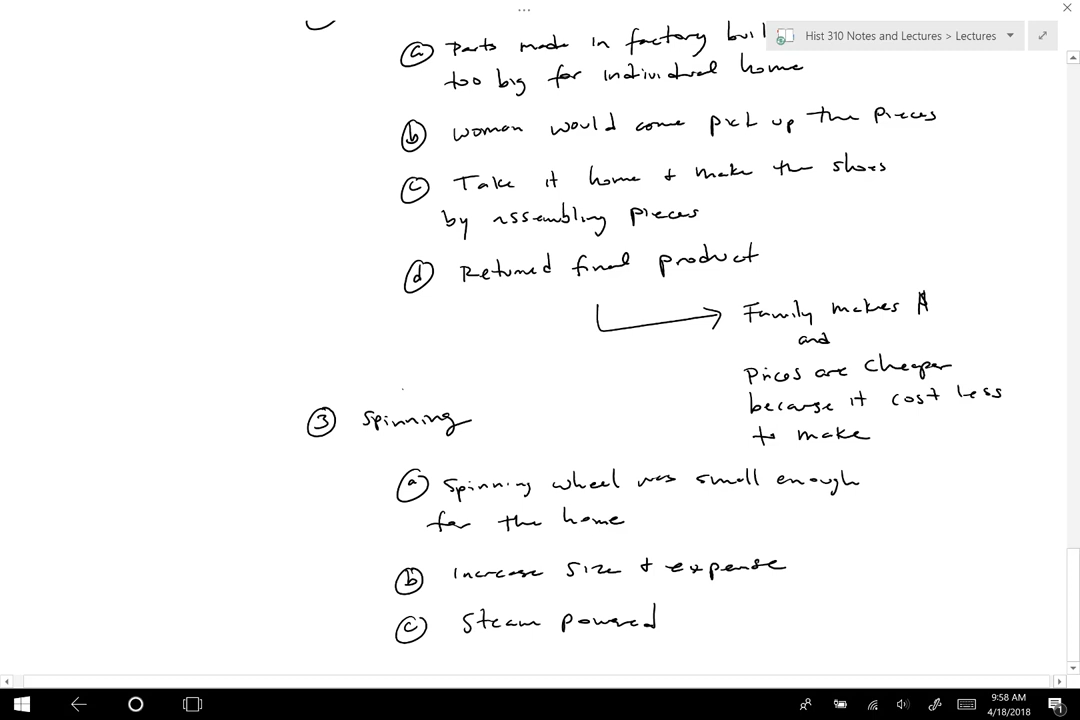 ...
Hist 310 Notes and Lectures > Lectures
(a) Parts made in factory buil
too big for individual home
(b) Woman would come pick up the pieces
(c) Take it home + make the shoes
by assembling pieces
(d) Returned final product
Family makes $
and
Prices are cheaper
because it cost less
to make
(3) Spinning
(a) Spinning wheel was small enough
for the home
(b) Increase size + expense
(c) Steam powered
9:58 AM
4/18/2018
1